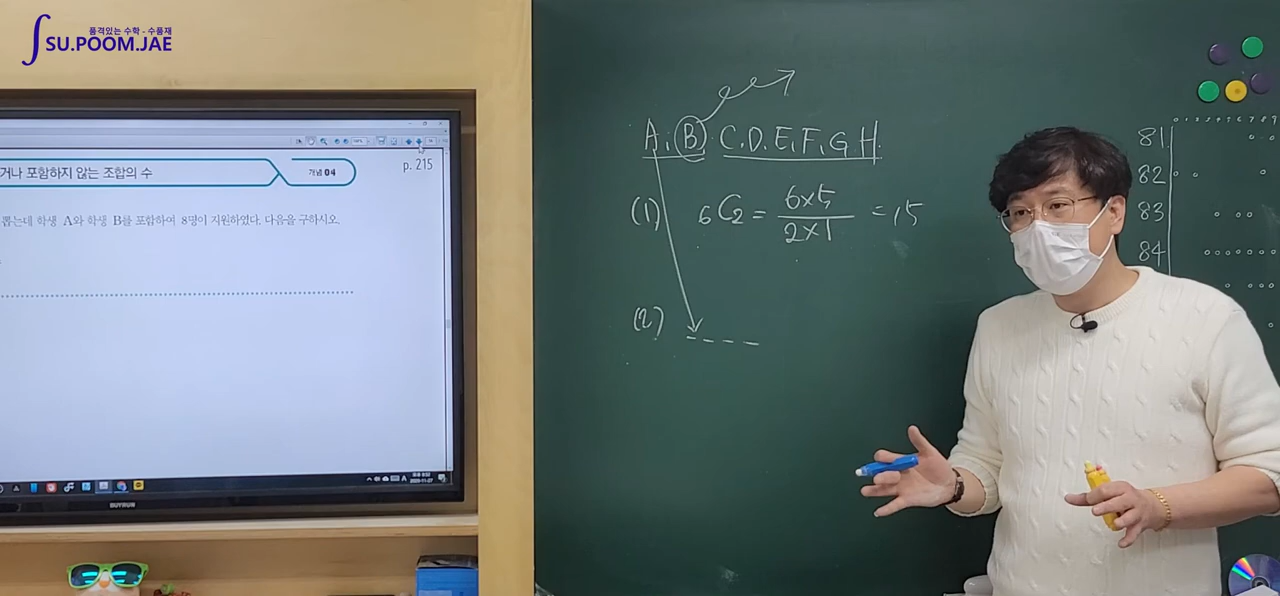 품격있는 수학 - 수품재
SU.POOM.JAE
거나 포함하지 않는 조합의 수
개념 04
p. 215
뽑는데 학생 A와 학생 B를 포함하여 8명이 지원하였다. 다음을 구하시오.
A, B, C, D, E, F, G, H
(1) 6C2 = 6×5 / 2×1 = 15
(2)
81
82
83
84